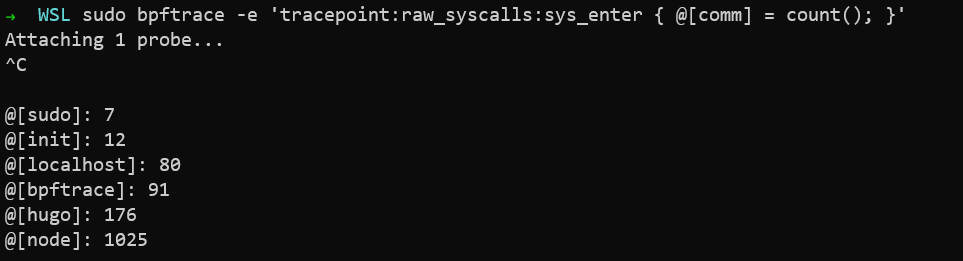 → WSL sudo bpftrace -e 'tracepoint:raw_syscalls:sys_enter { @[comm] = count(); }'
Attaching 1 probe...
^C
@[sudo]: 7
@[init]: 12
@[localhost]: 80
@[bpftrace]: 91
@[hugo]: 176
@[node]: 1025